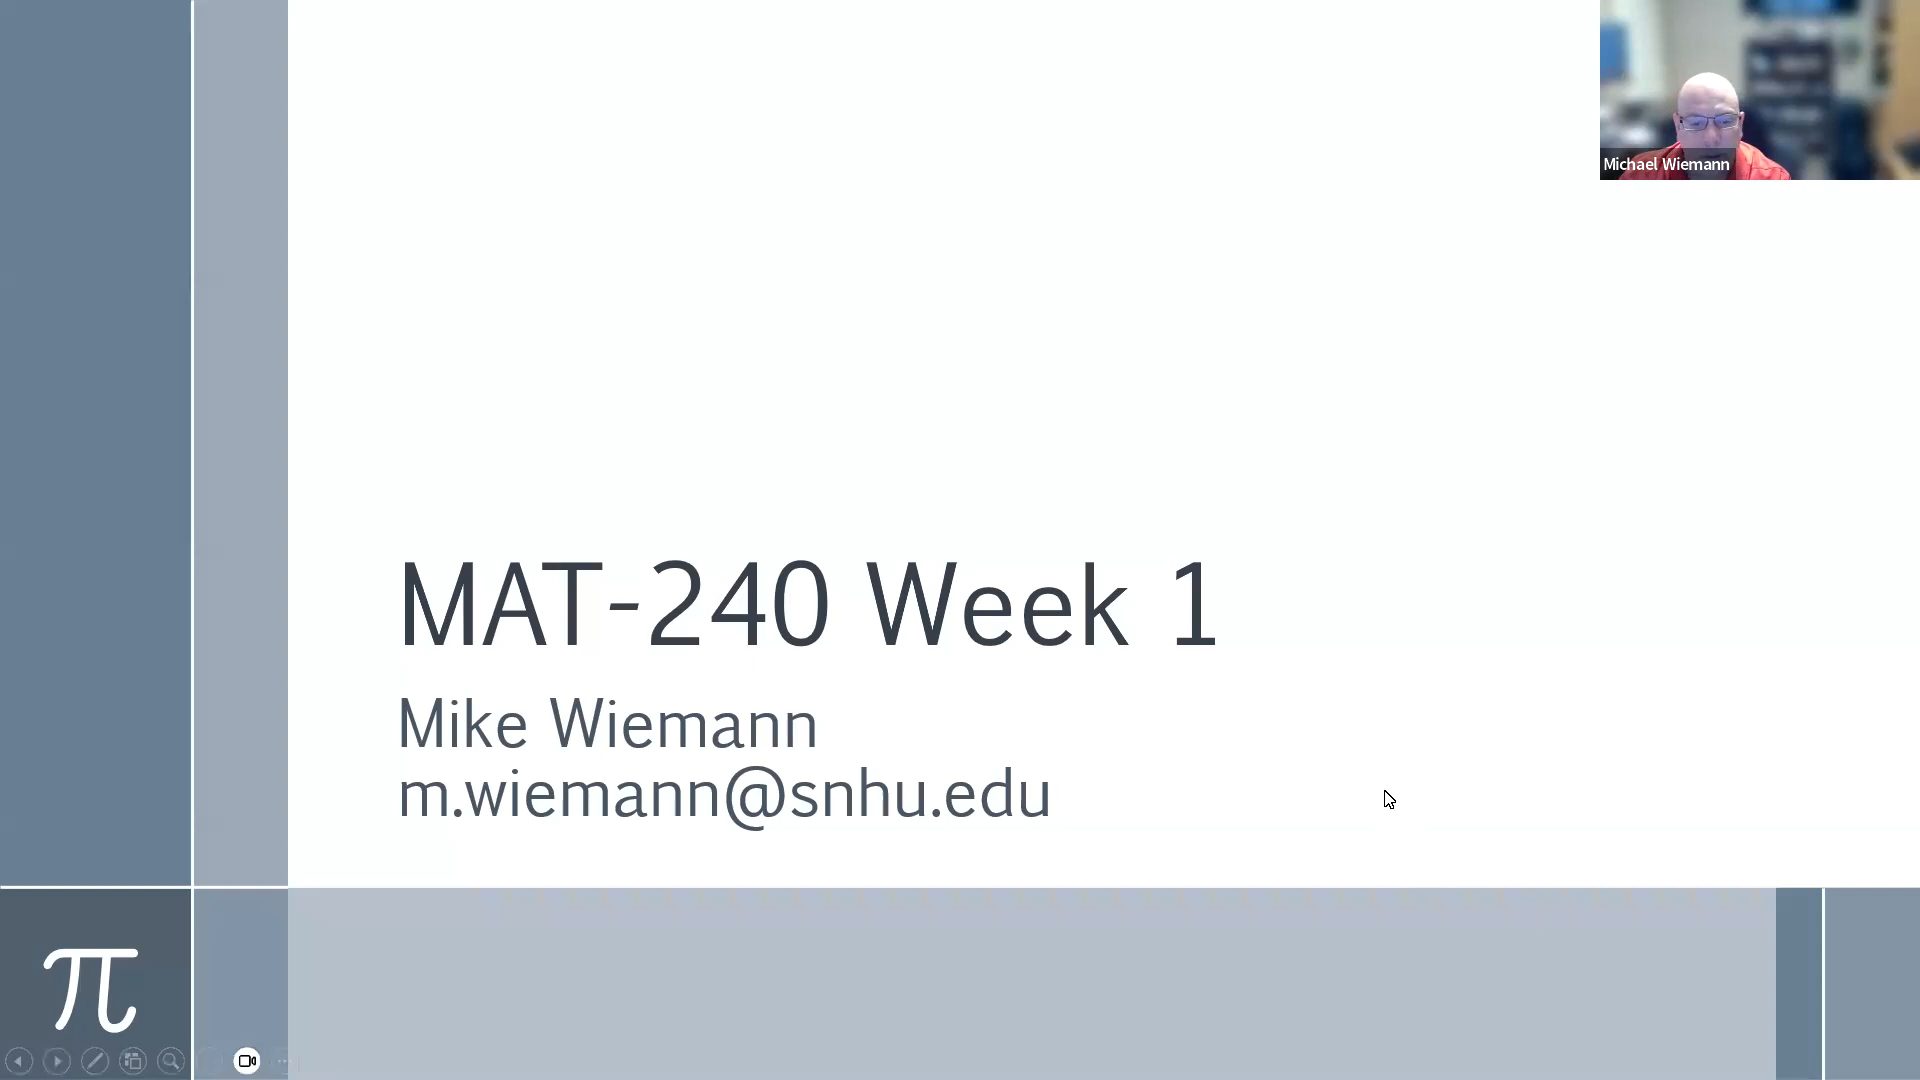 Michael Wiemann
MAT-240 Week 1
Mike Wiemann
m.wiemann@snhu.edu
π